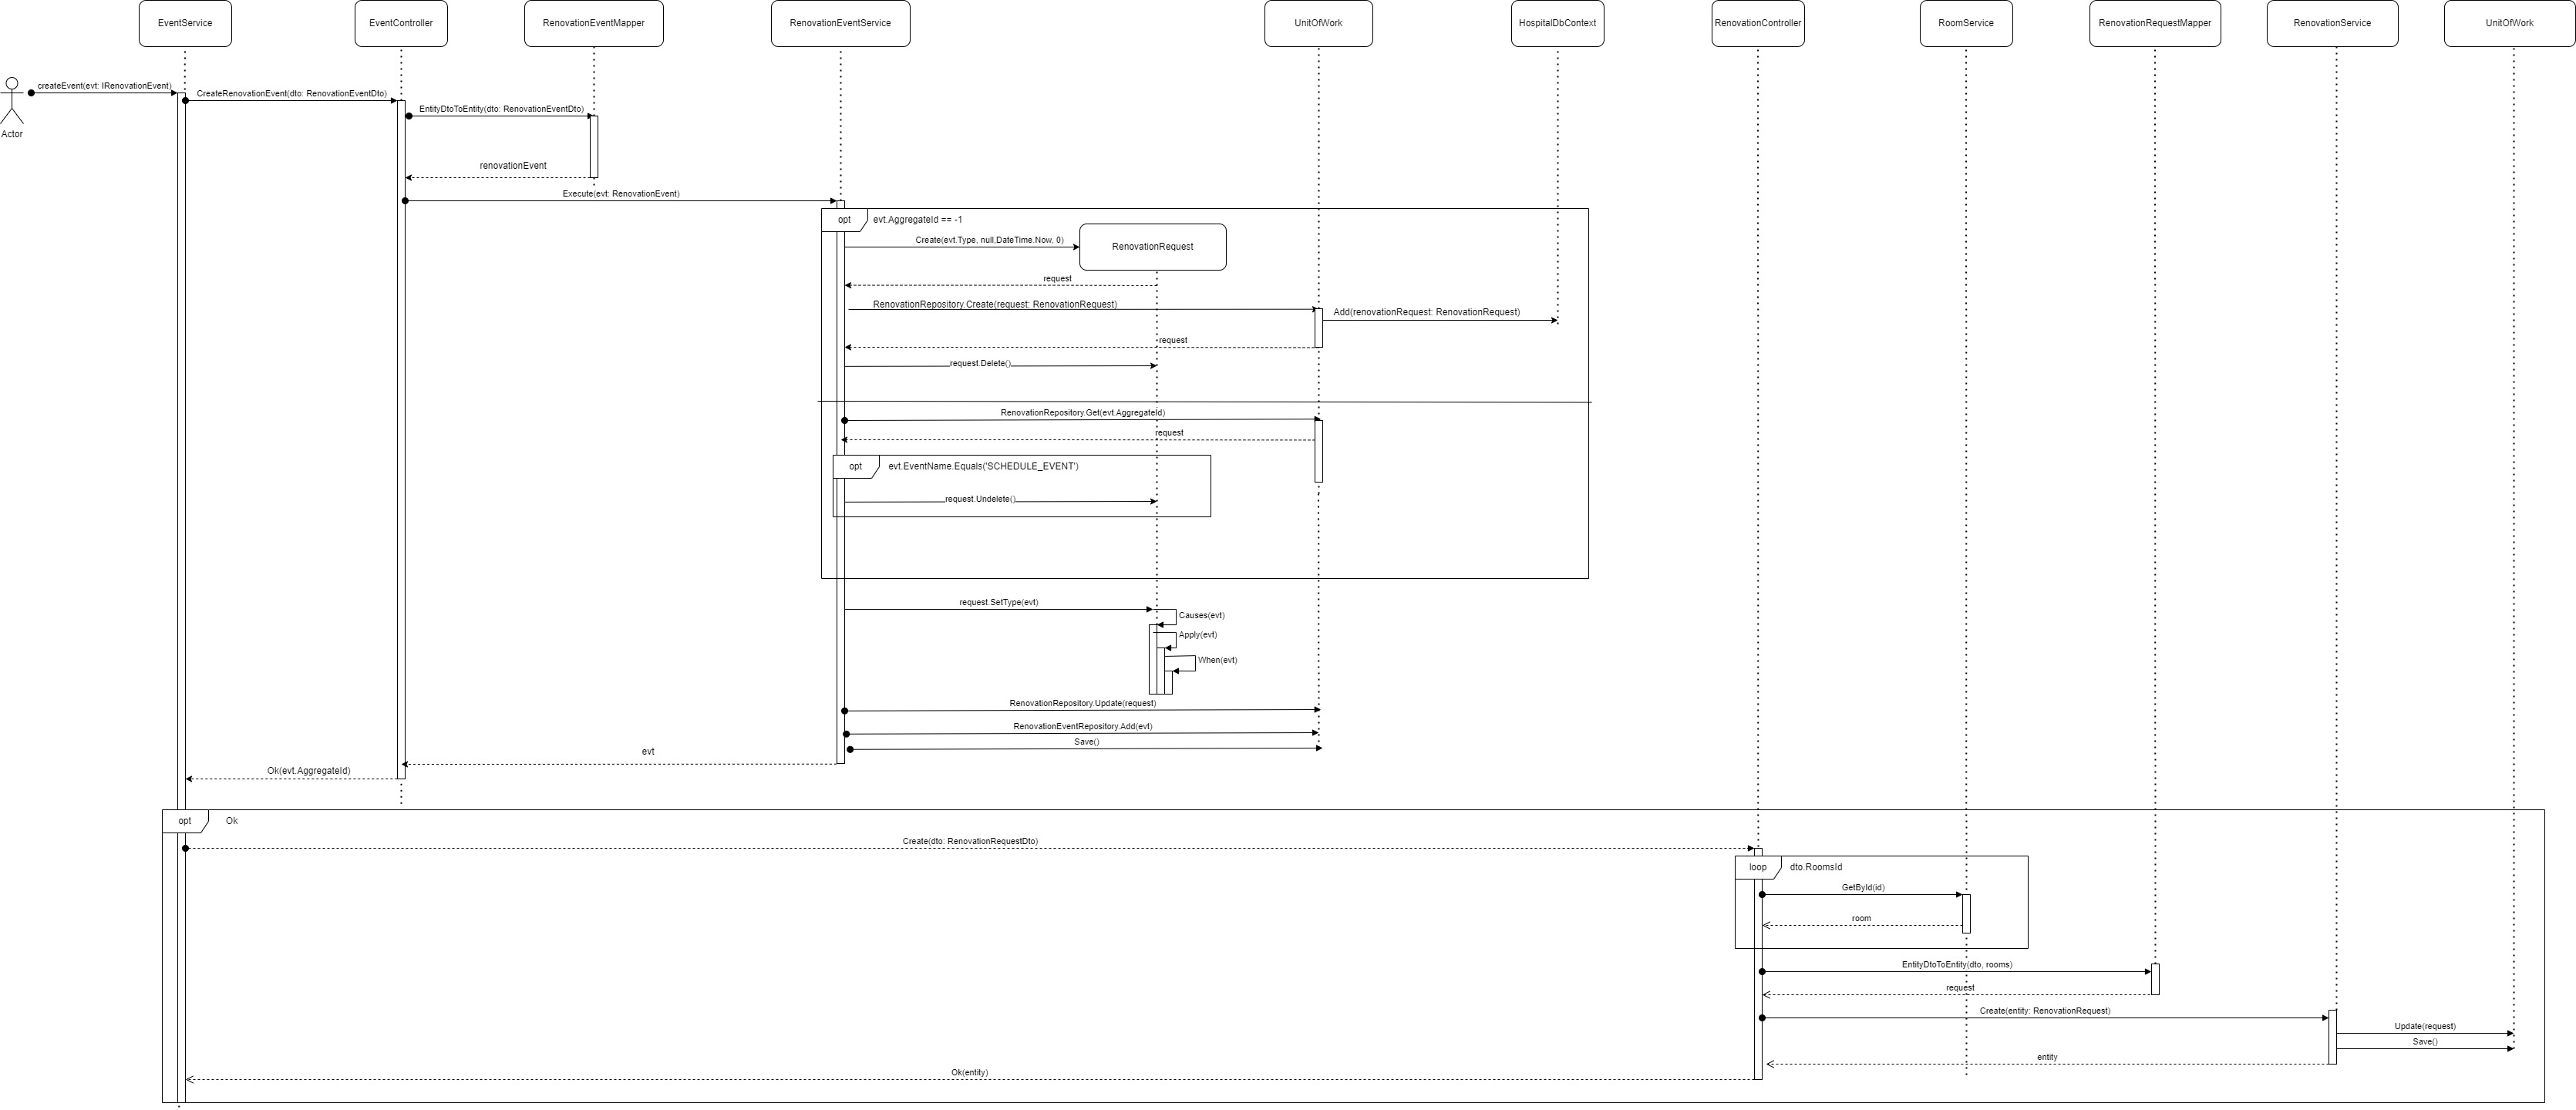 EventService
EventController
RenovationEventMapper
RenovationEventService
UnitOfWork
HospitalDbContext
RenovationController
RoomService
RenovationRequestMapper
RenovationService
UnitOfWork
createEvent(evt: IRenovationEvent)
CreateRenovationEvent(dto: RenovationEventDto)
EntityDtoToEntity(dto: RenovationEventDto)
Actor
renovationEvent
Execute(evt: RenovationEvent)
opt
evt.AggregateId == -1
Create(evt.Type, null,DateTime.Now, 0)
RenovationRequest
request
RenovationRepository.Create(request: RenovationRequest)
Add(renovationRequest: RenovationRequest)
request
request.Delete()
RenovationRepository.Get(evt.AggregateId)
request
opt
evt.EventName.Equals('SCHEDULE_EVENT')
request.Undelete()
request.SetType(evt)
Causes(evt)
Apply(evt)
When(evt)
RenovationRepository.Update(request)
RenovationEventRepository.Add(evt)
Save()
evt
Ok(evt.AggregateId)
opt
Ok
Create(dto: RenovationRequestDto)
loop
dto.RoomsId
GetById(id)
room
EntityDtoToEntity(dto, rooms)
request
Create(entity: RenovationRequest)
Update(request)
Save()
entity
Ok(entity)